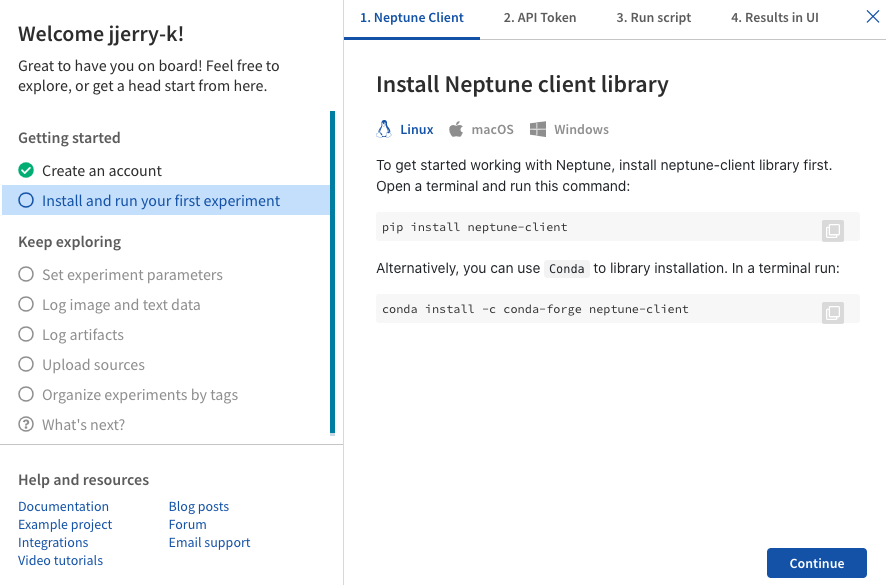 Welcome jjerry-k!
Great to have you on board! Feel free to
explore, or get a head start from here.
Getting started
Create an account
Install and run your first experiment
Keep exploring
Set experiment parameters
Log image and text data
Log artifacts
Upload sources
Organize experiments by tags
? What's next?
Help and resources
Documentation
Blog posts
Example project
Forum
Integrations
Email support
Video tutorials
1. Neptune Client
2. API Token
3. Run script
4. Results in UI
Install Neptune client library
Linux
macOS
Windows
To get started working with Neptune, install neptune-client library first.
Open a terminal and run this command:
pip install neptune-client
Alternatively, you can use Conda to library installation. In a terminal run:
conda install -c conda-forge neptune-client
Continue